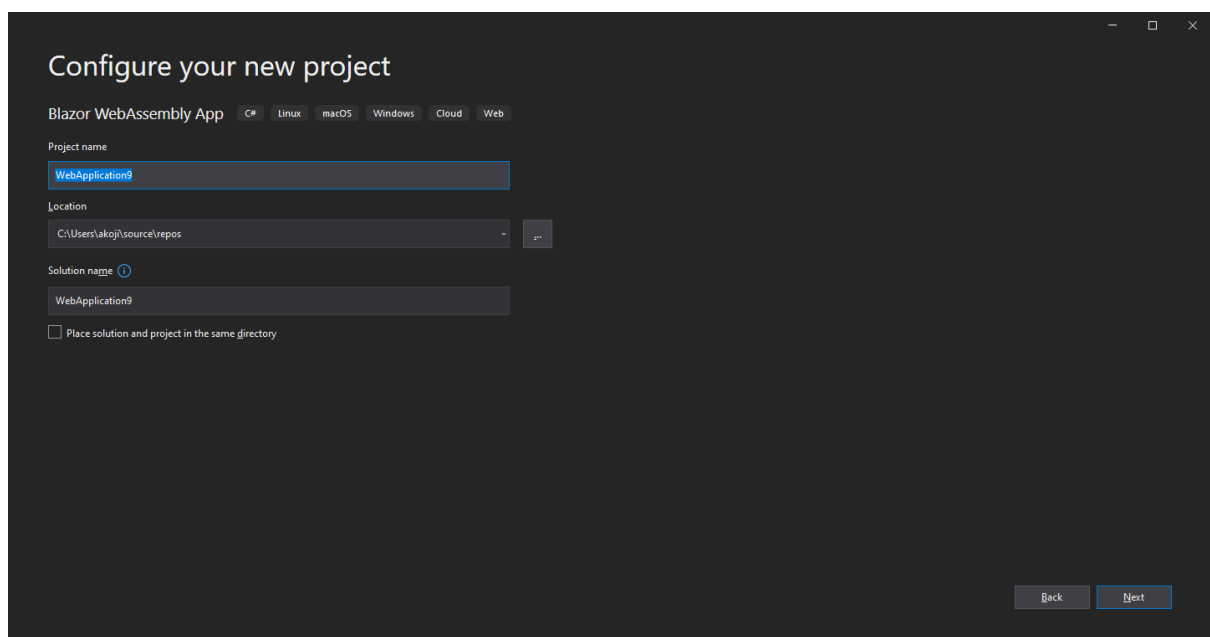 Configure your new project
Blazor WebAssembly App C# Linux macOS Windows Cloud Web
Project name
WebApplication9
Location
C:\Users\akoji\source\repos
...
Solution name
WebApplication9
Place solution and project in the same directory
Back Next